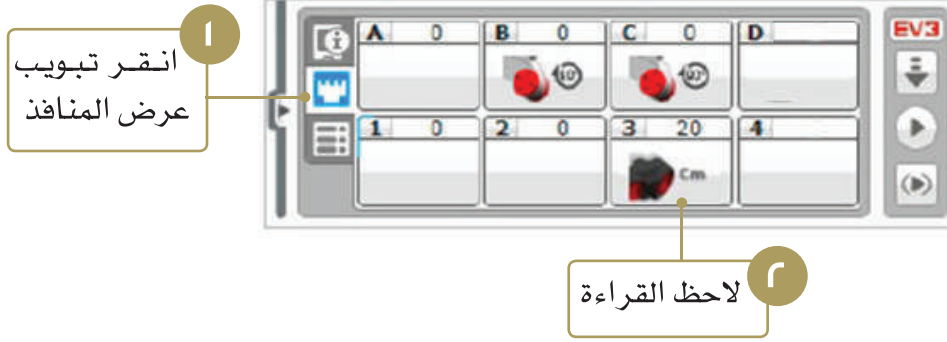 ١
انقر تبويب
عرض المنافذ
A 0 B 0 C 0 D
EV3
1 0 2 0 3 20 4
Cm
٢
لاحظ القراءة